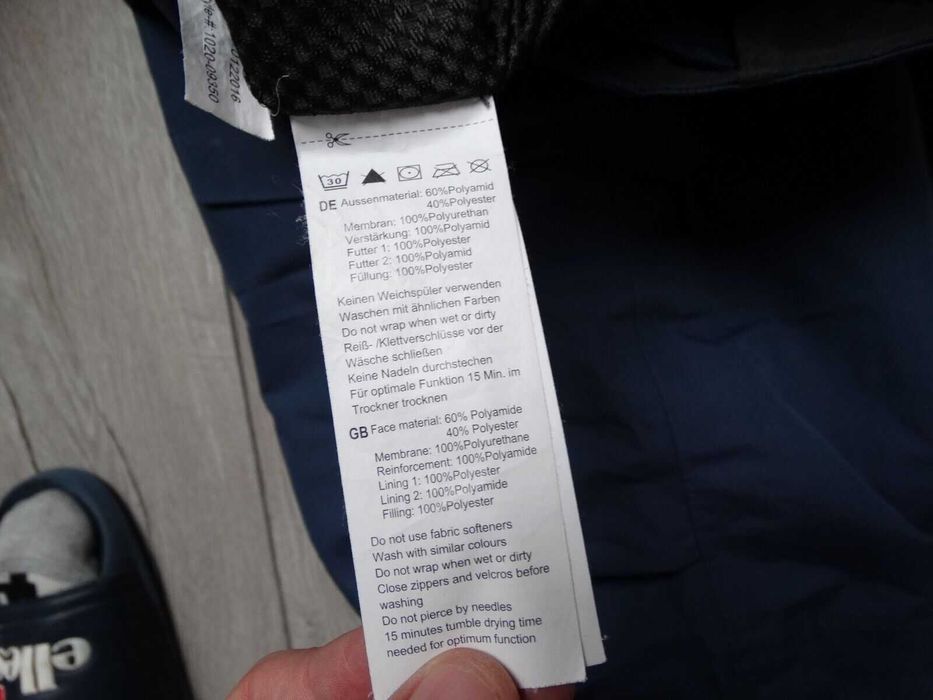 0122016
# 1020-09350
30
DE Aussenmaterial: 60%Polyamid
40%Polyester
Membran: 100%Polyurethan
Verstärkung: 100%Polyamid
Futter 1: 100%Polyester
Futter 2: 100%Polyamid
Füllung: 100%Polyester
Keinen Weichspüler verwenden
Waschen mit ähnlichen Farben
Do not wrap when wet or dirty
Reiß- /Klettverschlüsse vor der
Wäsche schließen
Keine Nadeln durchstechen
Für optimale Funktion 15 Min. im
Trockner trocknen
GB Face material: 60% Polyamide
40% Polyester
Membrane: 100%Polyurethane
Reinforcement: 100%Polyamide
Lining 1: 100%Polyester
Lining 2: 100%Polyamide
Filling: 100%Polyester
Do not use fabric softeners
Wash with similar colours
Do not wrap when wet or dirty
Close zippers and velcros before
washing
Do not pierce by needles
15 minutes tumble drying time
needed for optimum function